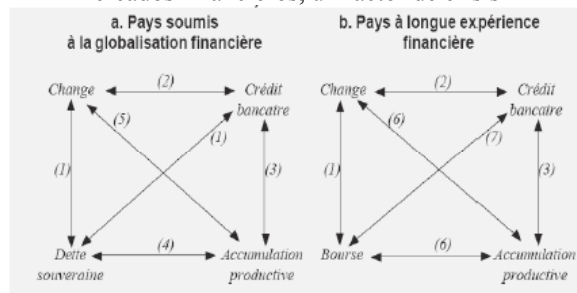 a. Pays soumis
à la globalisation financière
b. Pays à longue expérience
financière
Change
(2)
Crédit
bancaire
(5)
(1)
(1)
(3)
Dette
souveraine
(4)
Accumulation
productive
Change
(2)
Crédit
bancaire
(6)
(7)
(1)
(3)
Bourse
(6)
Accumulation
productive